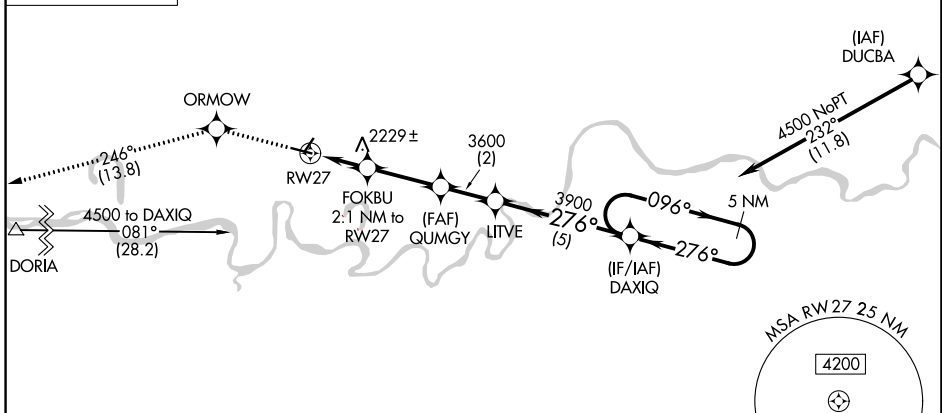 (IAF)
DUCBA
4500 NoPT
232°
(11.8)
ORMOW
246°
(13.8)
2229±
RW27
3600
(2)
FOKBU
2.1 NM to
RW27
(FAF)
QUMGY
LITVE
3900
276°
(5)
096°
5 NM
276°
(IF/IAF)
DAXIQ
4500 to DAXIQ
081°
(28.2)
DORIA
MSA RW27 25 NM
4200